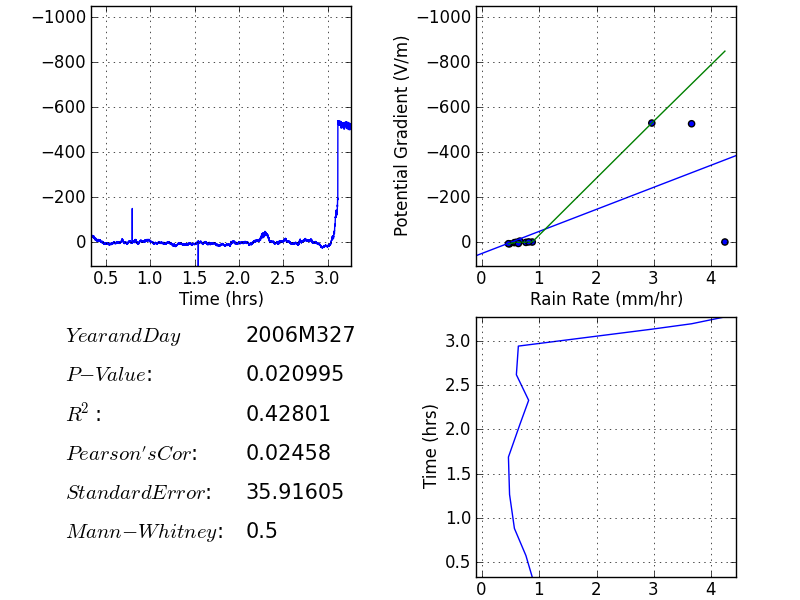 −1000
−800
−600
−400
−200
0
0.5 1.0 1.5 2.0 2.5 3.0
Time (hrs)
Potential Gradient (V/m)
−1000
−800
−600
−400
−200
0
0 1 2 3 4
Rain Rate (mm/hr)
YearandDay 2006M327
P−Value: 0.020995
R²: 0.42801
Pearson'sCor: 0.02458
StandardError: 35.91605
Mann−Whitney: 0.5
Time (hrs)
3.0
2.5
2.0
1.5
1.0
0.5
0 1 2 3 4